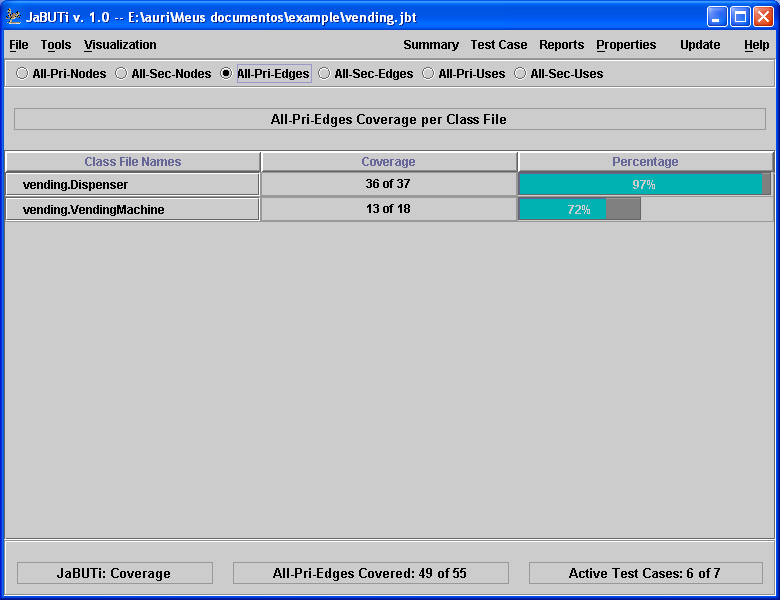 JaBUTi v. 1.0 -- E:\auri\Meus documentos\example\vending.jbt
File Tools Visualization Summary Test Case Reports Properties Update Help
All-Pri-Nodes All-Sec-Nodes All-Pri-Edges All-Sec-Edges All-Pri-Uses All-Sec-Uses
All-Pri-Edges Coverage per Class File
Class File Names Coverage Percentage
vending.Dispenser 36 of 37 97%
vending.VendingMachine 13 of 18 72%
JaBUTi: Coverage All-Pri-Edges Covered: 49 of 55 Active Test Cases: 6 of 7